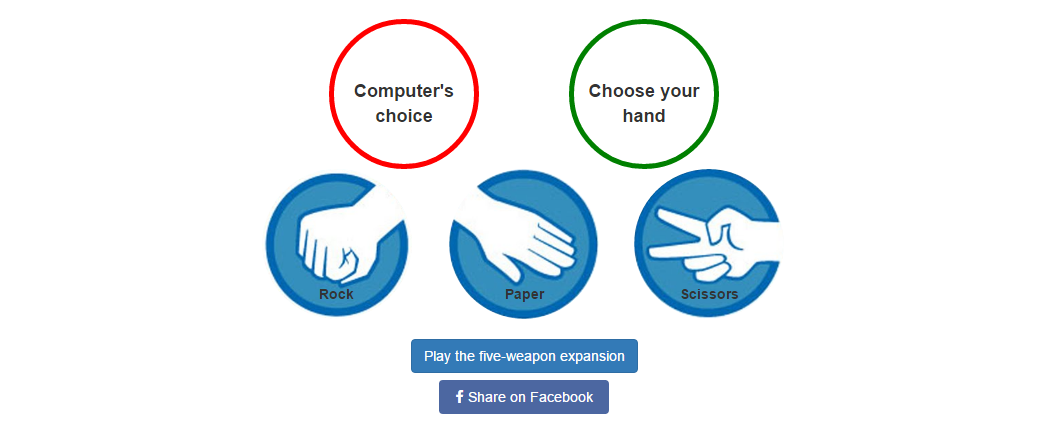 Computer's
choice
Choose your
hand
Rock
Paper
Scissors
Play the five-weapon expansion
Share on Facebook